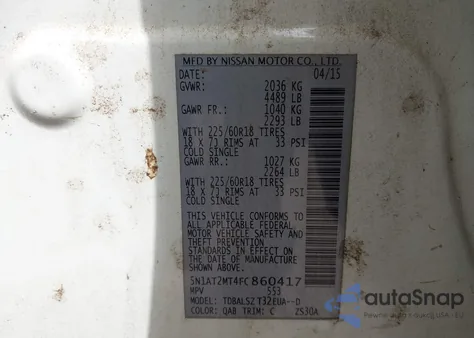 MFD BY NISSAN MOTOR CO., LTD.
DATE: 04/15
GVWR: 2036 KG
4489 LB
GAWR FR.: 1040 KG
2293 LB
WITH 225/60R18 TIRES
18 X 7J RIMS AT 33 PSI
COLD SINGLE
GAWR RR.: 1027 KG
2264 LB
WITH 225/60R18 TIRES
18 X 7J RIMS AT 33 PSI
COLD SINGLE
THIS VEHICLE CONFORMS TO
ALL APPLICABLE FEDERAL
MOTOR VEHICLE SAFETY AND
THEFT PREVENTION
STANDARDS IN EFFECT ON
THE DATE OF MANUFACTURE
SHOWN ABOVE.
5N1AT2MT4FC860417
MPV 553
MODEL: TDBALSZ T32EUA--D
COLOR: QAB TRIM: C ZS30A
autoSnap